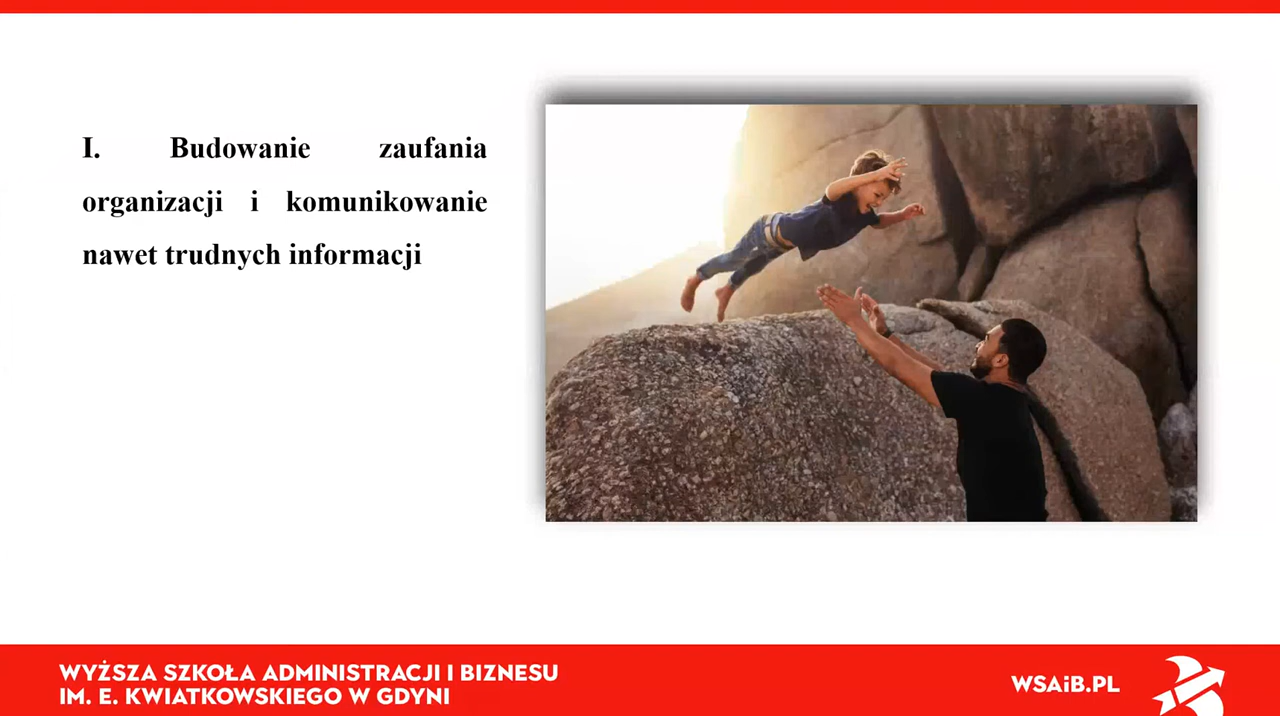 I. Budowanie zaufania
organizacji i komunikowanie
nawet trudnych informacji
WYŻSZA SZKOŁA ADMINISTRACJI I BIZNESU
IM. E. KWIATKOWSKIEGO W GDYNI
WSAiB.PL